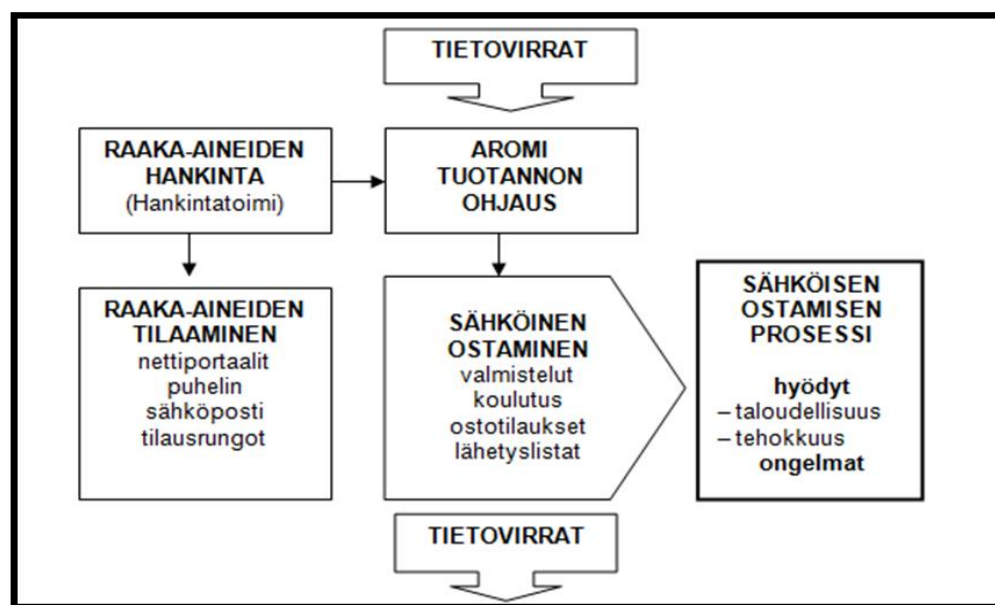 TIETOVIRRAT
RAAKA-AINEIDEN
HANKINTA
(Hankintatoimi)
AROMI
TUOTANNON
OHJAUS
RAAKA-AINEIDEN
TILAAMINEN
nettiportaalit
puhelin
sähköposti
tilausrungot
SÄHKÖINEN
OSTAMINEN
valmistelut
koulutus
ostotilaukset
lähetyslistat
SÄHKÖISEN
OSTAMISEN
PROSESSI
hyödyt
– taloudellisuus
– tehokkuus
ongelmat
TIETOVIRRAT